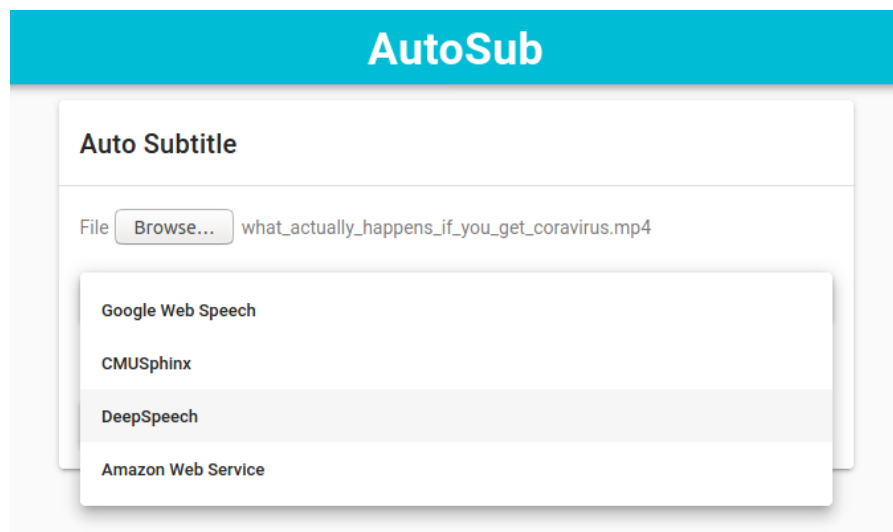 AutoSub
Auto Subtitle
File Browse... what_actually_happens_if_you_get_coravirus.mp4
Google Web Speech
CMUSphinx
DeepSpeech
Amazon Web Service